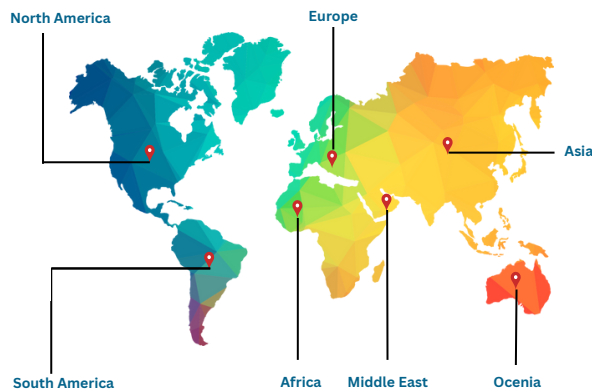 North America
Europe
Asia
South America
Africa
Middle East
Ocenia